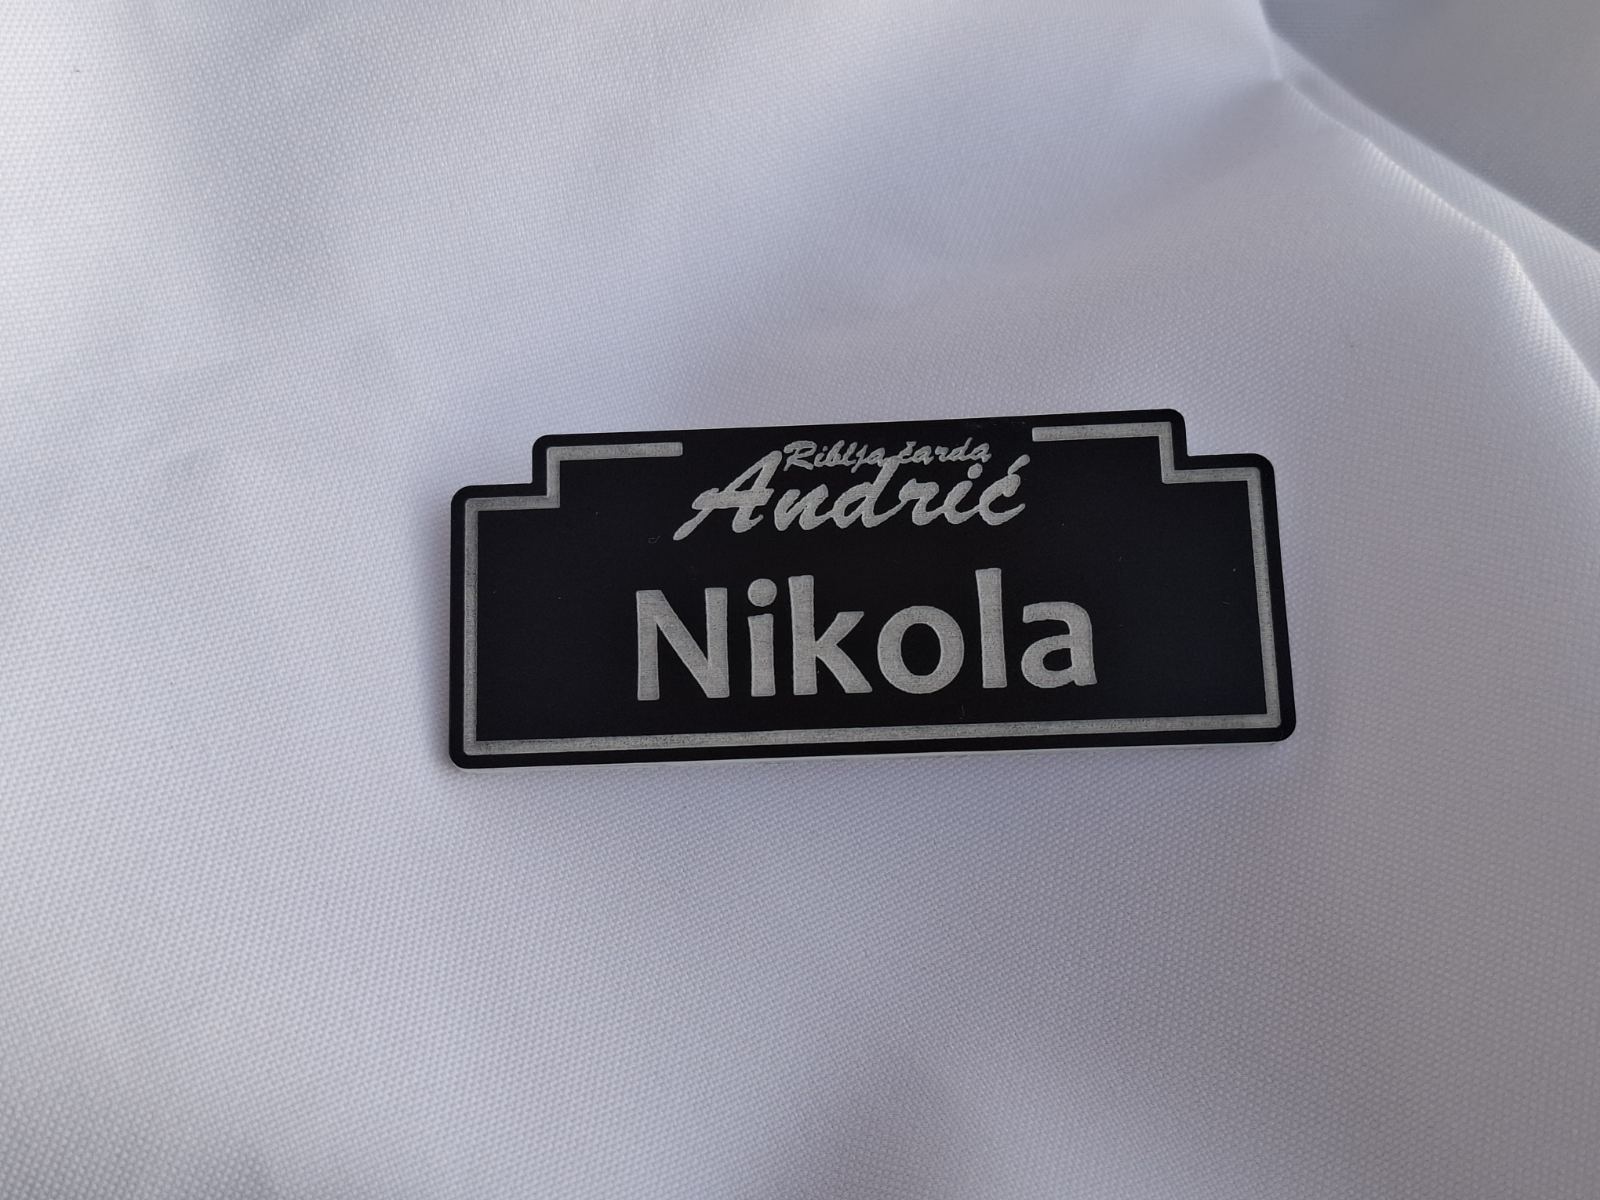 Riblja čarda
Andrić
Nikola